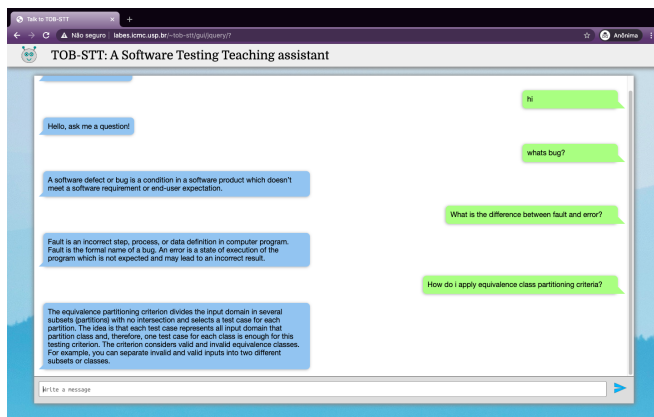 Talk to TOB-STT
Não seguro | labes.icmc.usp.br/~tob-stt/gui/jquery/?
Anônima
TOB-STT: A Software Testing Teaching assistant
hi
Hello, ask me a question!
whats bug?
A software defect or bug is a condition in a software product which doesn't
meet a software requirement or end-user expectation.
What is the difference between fault and error?
Fault is an incorrect step, process, or data definition in computer program.
Fault is the formal name of a bug. An error is a state of execution of the
program which is not expected and may lead to an incorrect result.
How do i apply equivalence class partitioning criteria?
The equivalence partitioning criterion divides the input domain in several
subsets (partitions) with no intersection and selects a test case for each
partition. The idea is that each test case represents all input domain that
partition class and, therefore, one test case for each class is enough for this
testing criterion. The criterion considers valid and invalid equivalence classes.
For example, you can separate invalid and valid inputs into two different
subsets or classes.
Write a message